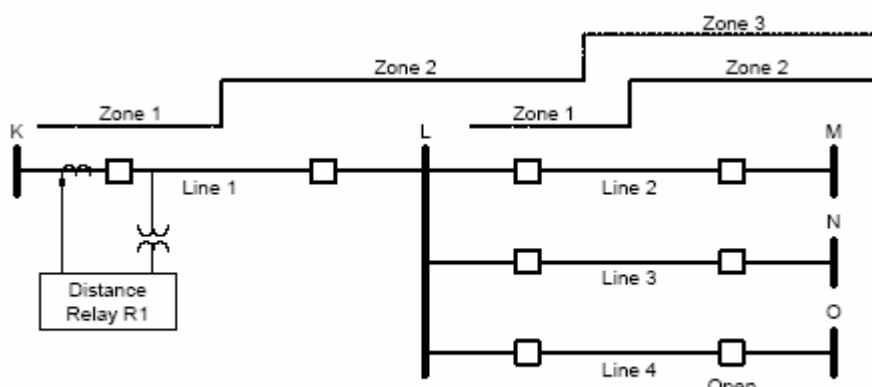 Zone 3
Zone 2
Zone 2
Zone 1
Zone 1
K
L
M
Line 1
Line 2
N
Distance
Relay R1
Line 3
O
Line 4
Open